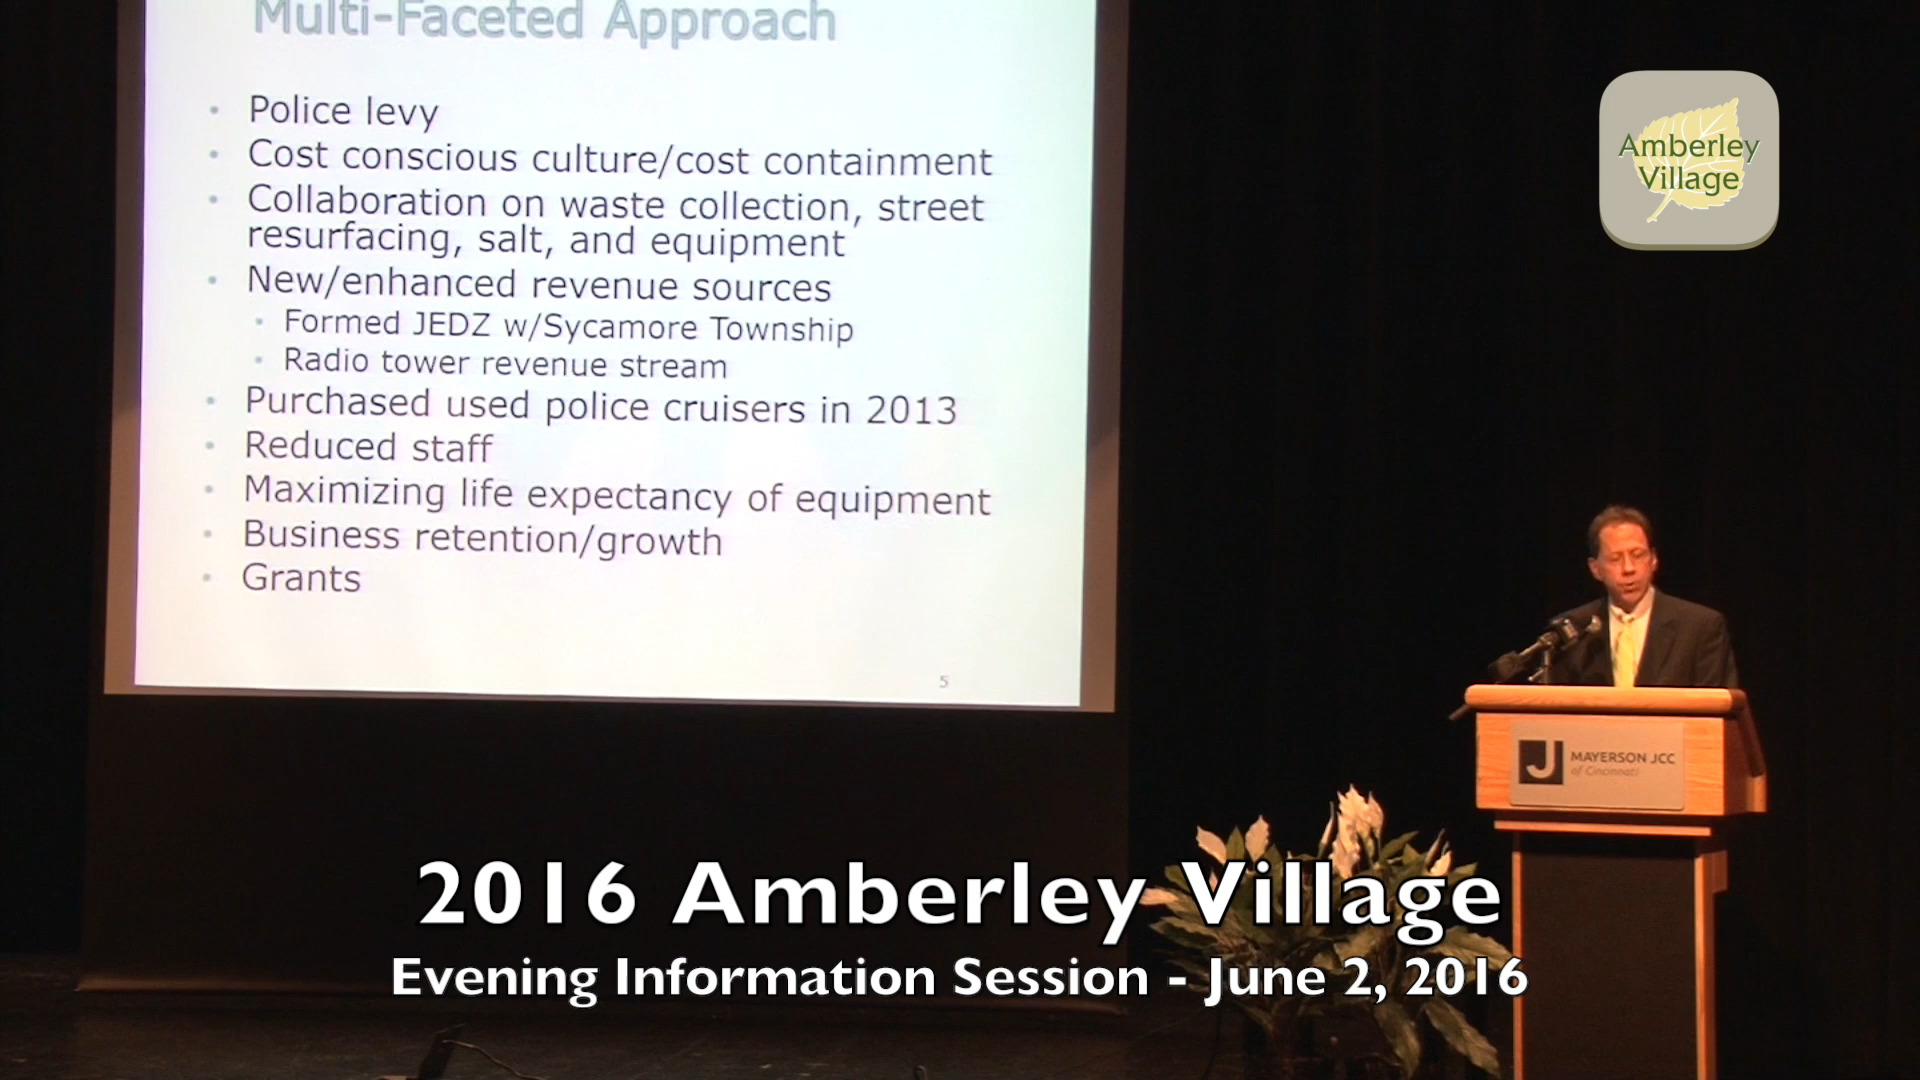 Multi-Faceted Approach
• Police levy
• Cost conscious culture/cost containment
• Collaboration on waste collection, street
resurfacing, salt, and equipment
• New/enhanced revenue sources
• Formed JEDZ w/Sycamore Township
• Radio tower revenue stream
• Purchased used police cruisers in 2013
• Reduced staff
• Maximizing life expectancy of equipment
• Business retention/growth
• Grants
5
Amberley
Village
J
MAYERSON JCC
of Cincinnati
2016 Amberley Village
Evening Information Session - June 2, 2016